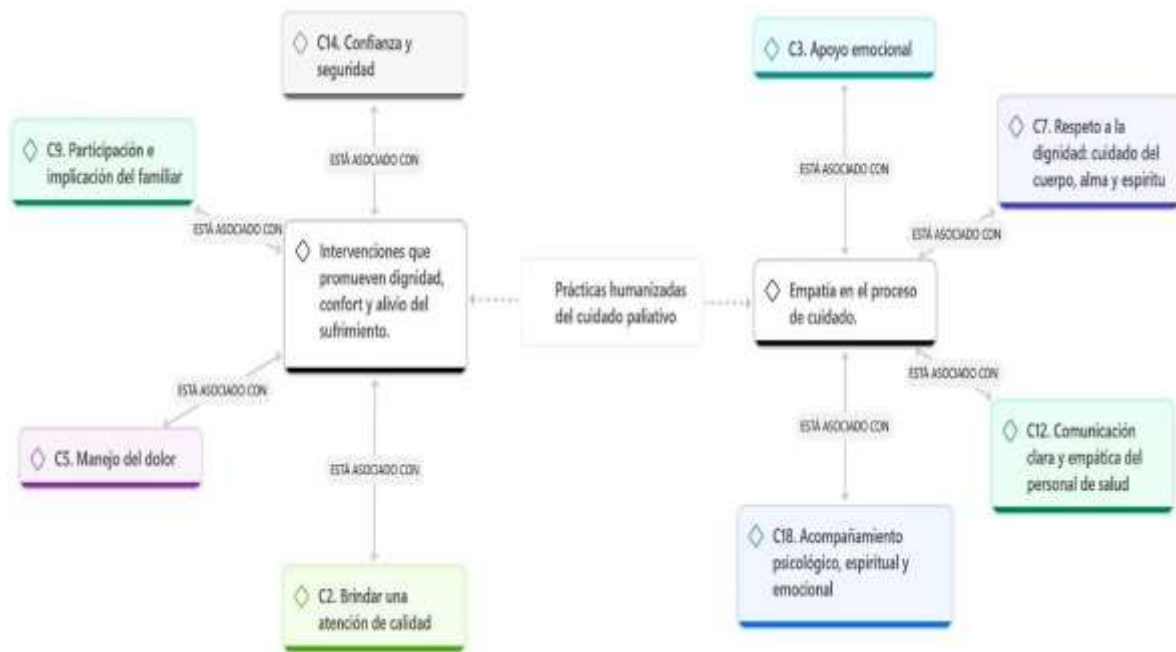 C14. Confianza y
seguridad
C3. Apoyo emocional
C9. Participación e
implicación del familiar
C7. Respeto a la
dignidad: cuidado del
cuerpo, alma y espiritu
ESTÁ ASOCIADO CON
ESTÁ ASOCIADO CON
ESTÁ ASOCIADO CON
ESTÁ ASOCIADO CON
Intervenciones que
promueven dignidad,
confort y alivio del
sufrimiento.
Prácticas humanizadas
del cuidado paliativo
Empatía en el proceso
de cuidado.
ESTÁ ASOCIADO CON
ESTÁ ASOCIADO CON
ESTÁ ASOCIADO CON
ESTÁ ASOCIADO CON
C5. Manejo del dolor
C12. Comunicación
clara y empática del
personal de salud
C18. Acompañamiento
psicológico, espiritual y
emocional
C2. Brindar una
atención de calidad